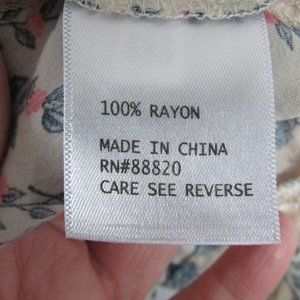 100% RAYON
MADE IN CHINA
RN#88820
CARE SEE REVERSE